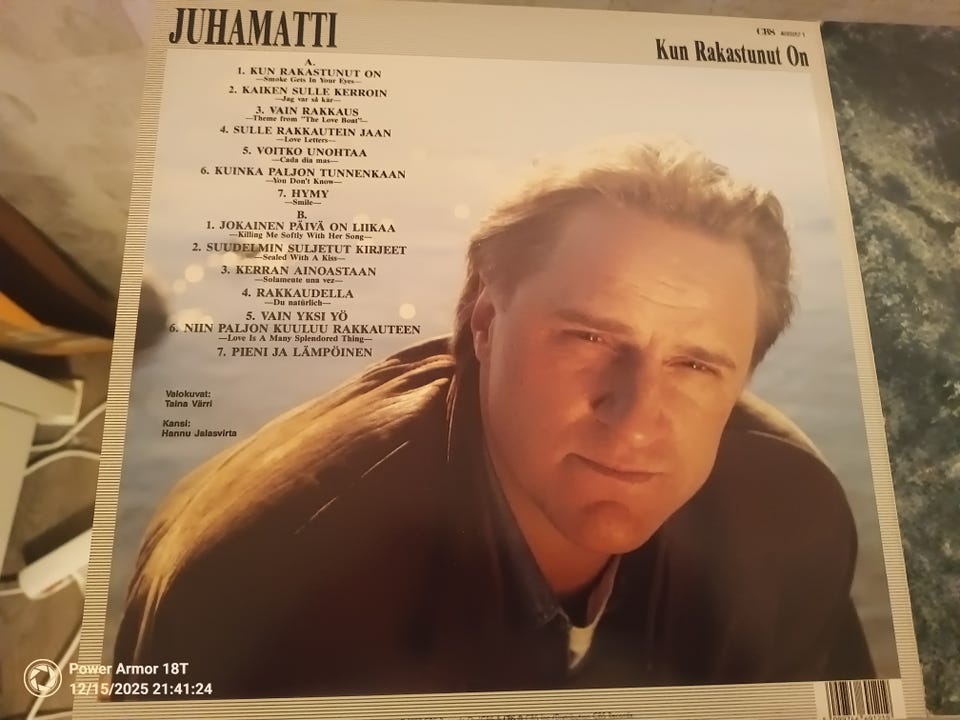 JUHAMATTI
CBS
Kun Rakastunut On
A.
1. KUN RAKASTUNUT ON
—Smoke Gets In Your Eyes—
2. KAIKEN SULLE KERROIN
—Jag var så kär—
3. VAIN RAKKAUS
—Theme from "The Love Boat"—
4. SULLE RAKKAUTEIN JAAN
—Love Letters—
5. VOITKO UNOHTAA
—Cada dia mas—
6. KUINKA PALJON TUNNENKAAN
—You Don't Know—
7. HYMY
—Smile—
B.
1. JOKAINEN PÄIVÄ ON LIIKAA
—Killing Me Softly With Her Song—
2. SUUDELMIN SULJETUT KIRJEET
—Sealed With A Kiss—
3. KERRAN AINOASTAAN
—Solamente una vez—
4. RAKKAUDELLA
—Du natürlich—
5. VAIN YKSI YÖ
6. NIIN PALJON KUULUU RAKKAUTEEN
—Love Is A Many Splendored Thing—
7. PIENI JA LÄMPÖINEN
Valokuvat:
Taina Värri
Kansi:
Hannu Jalasvirta
Power Armor 18T
12/15/2025 21:41:24